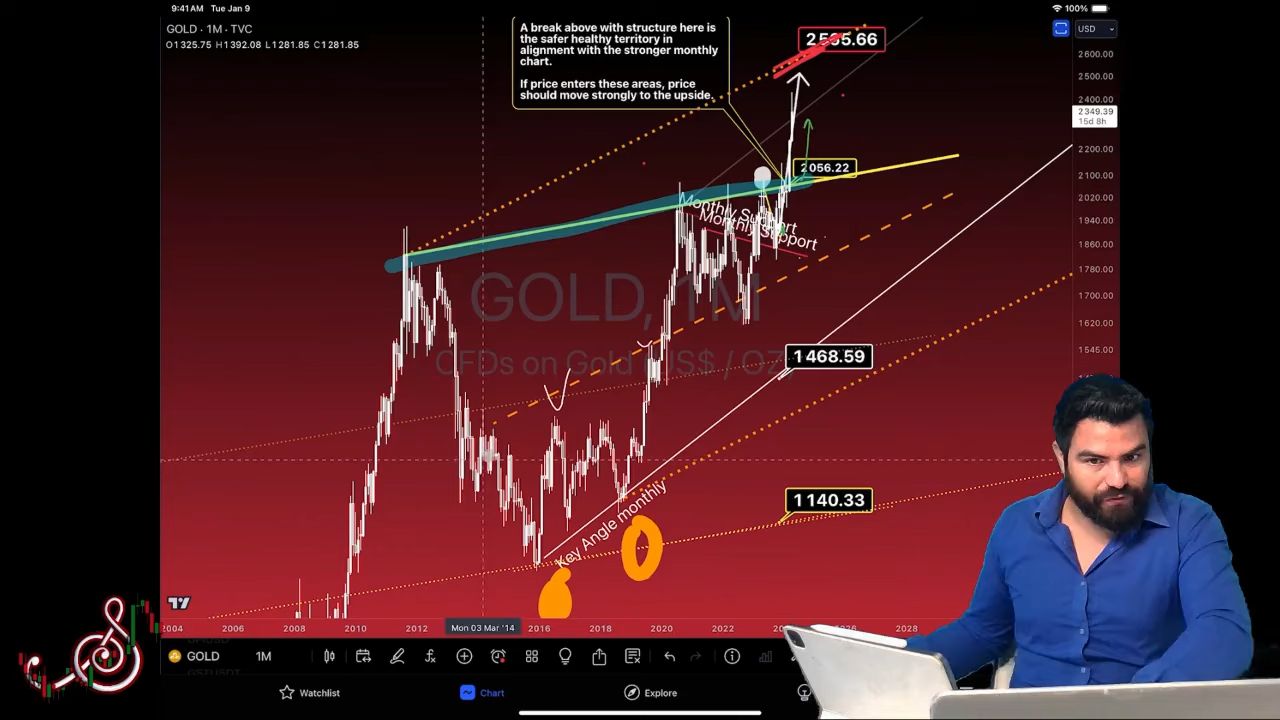 9:41 AM Tue Jan 9
100%
GOLD · 1M · TVC
O1325.75 H1392.08 L1281.85 C1281.85
A break above with structure here is
the safer healthy territory in
alignment with the stronger monthly
chart.
If price enters these areas, price
should move strongly to the upside.
USD
2600.00
2500.00
2400.00
2349.39
15d 8h
2200.00
2100.00
2020.00
1940.00
1860.00
1780.00
1700.00
1620.00
1545.00
2056.22
Monthly Support
Monthly Support
GOLD, 1M
CFDs on Gold (US$ / OZ)
1468.59
1140.33
Key Angle monthly
2004
2006
2008
2010
2012
Mon 03 Mar '14
2016
2018
2020
2022
2028
GOLD
1M
Watchlist
Chart
Explore